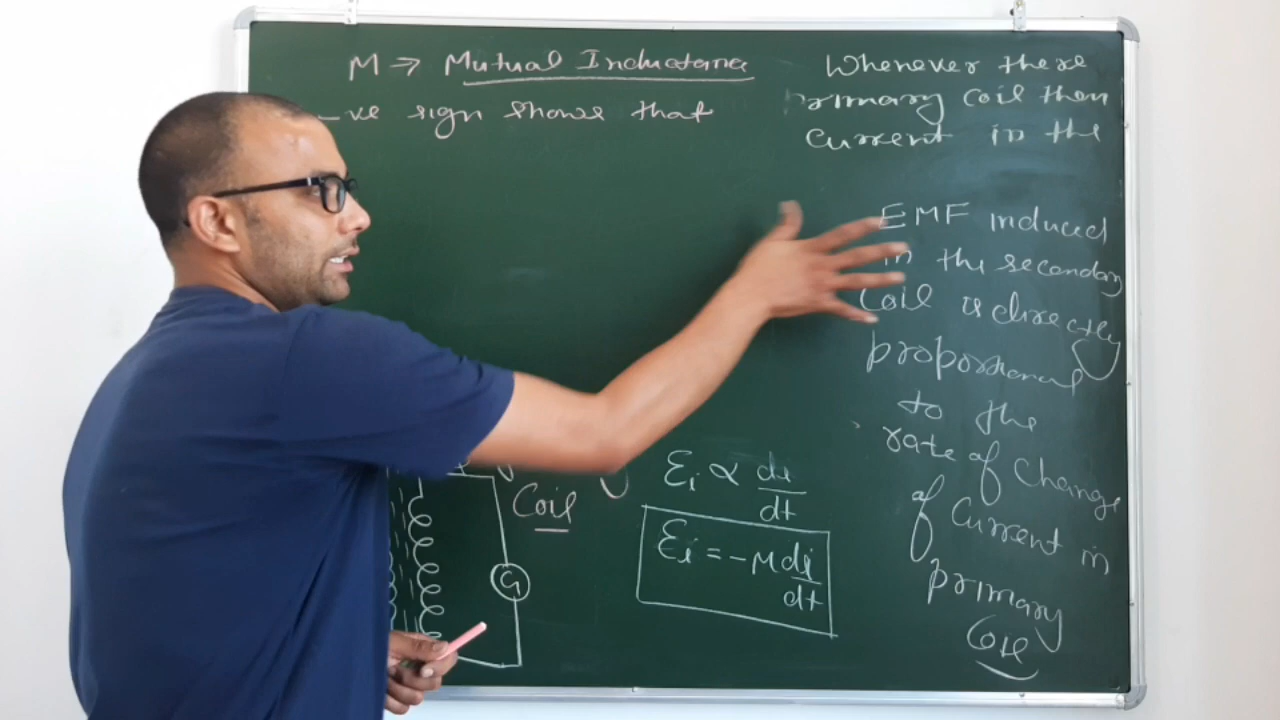 M → Mutual Inductance
-ve sign shows that
Whenever there
primary coil then
current in the
EMF induced
in the secondary
coil is directly
proportional
to the
rate of change
of current in
primary
Coil
Coil
G
Ɛi ∝ di/dt
Ɛi = -M di/dt